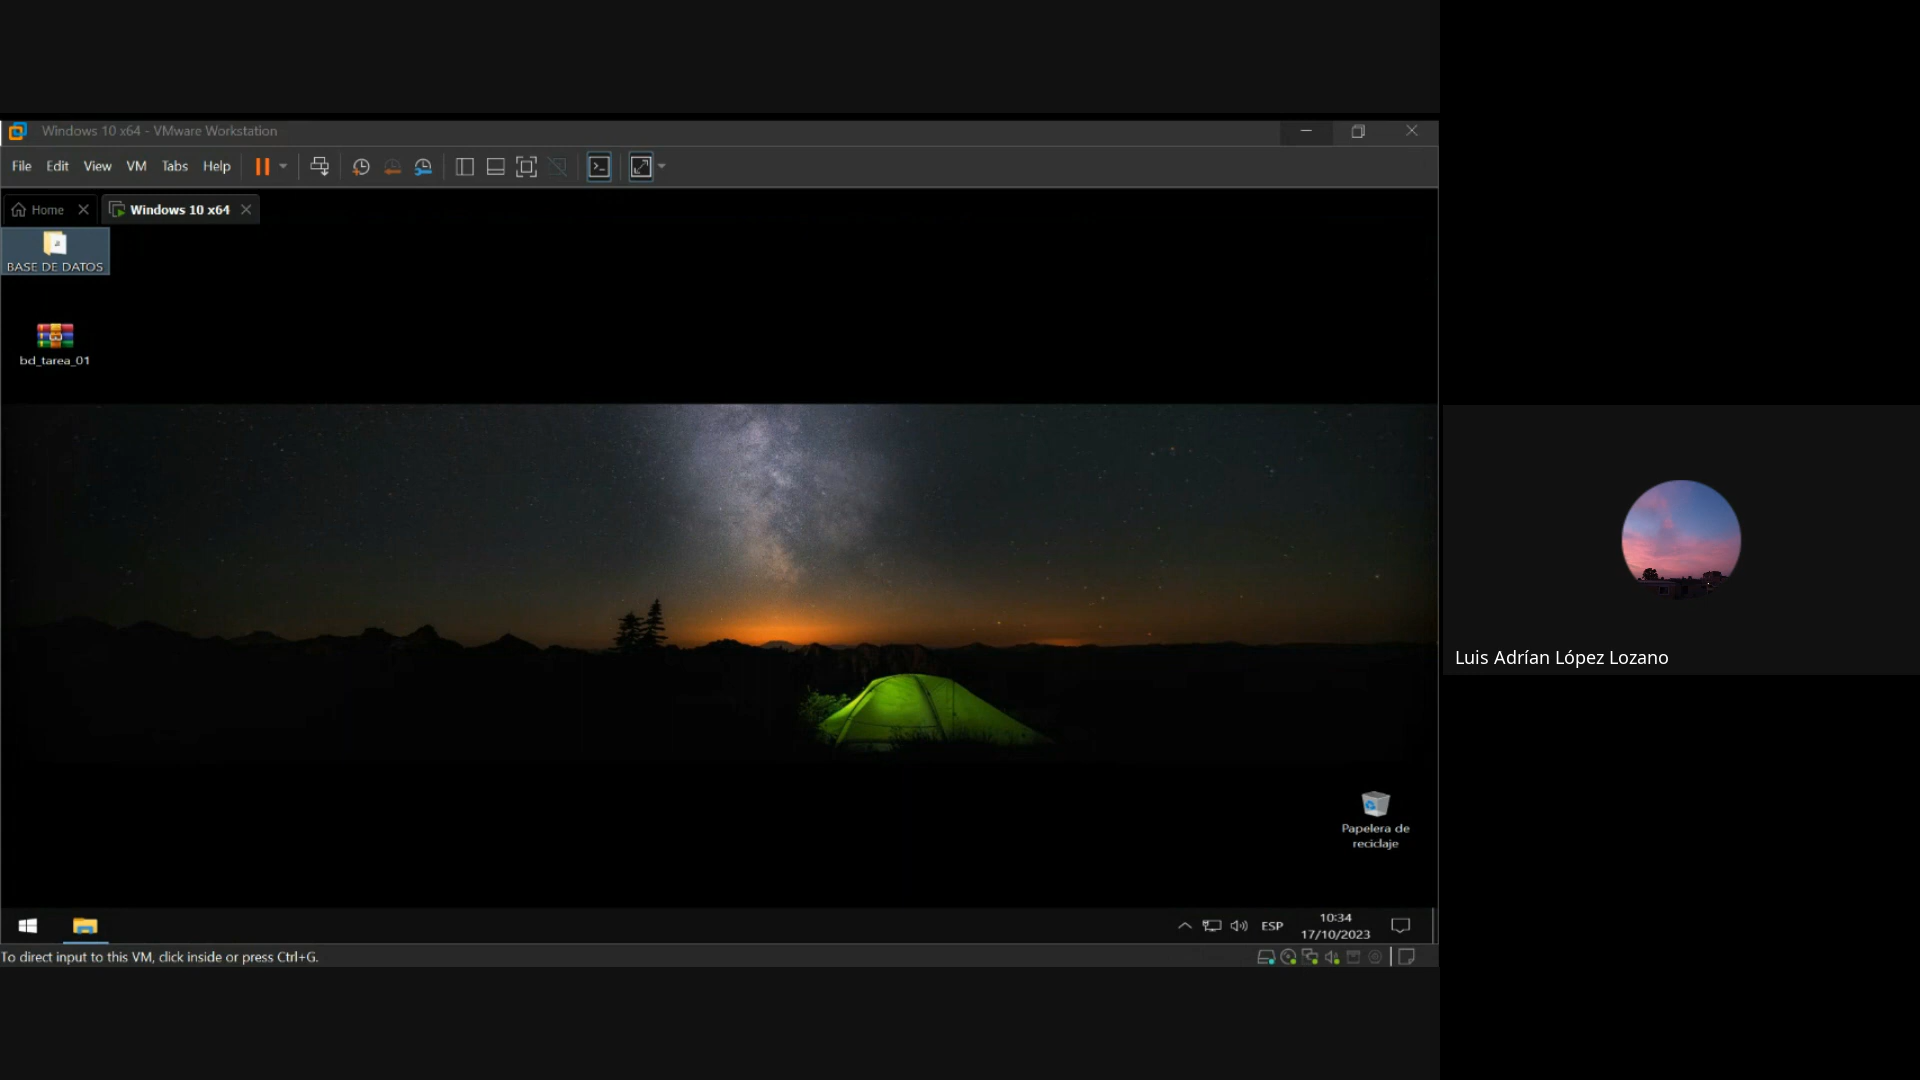 Windows 10 x64 - VMware Workstation
File Edit View VM Tabs Help
Home Windows 10 x64
BASE DE DATOS
bd_tarea_01
Luis Adrían López Lozano
Papelera de
reciclaje
ESP
10:34
17/10/2023
To direct input to this VM, click inside or press Ctrl+G.